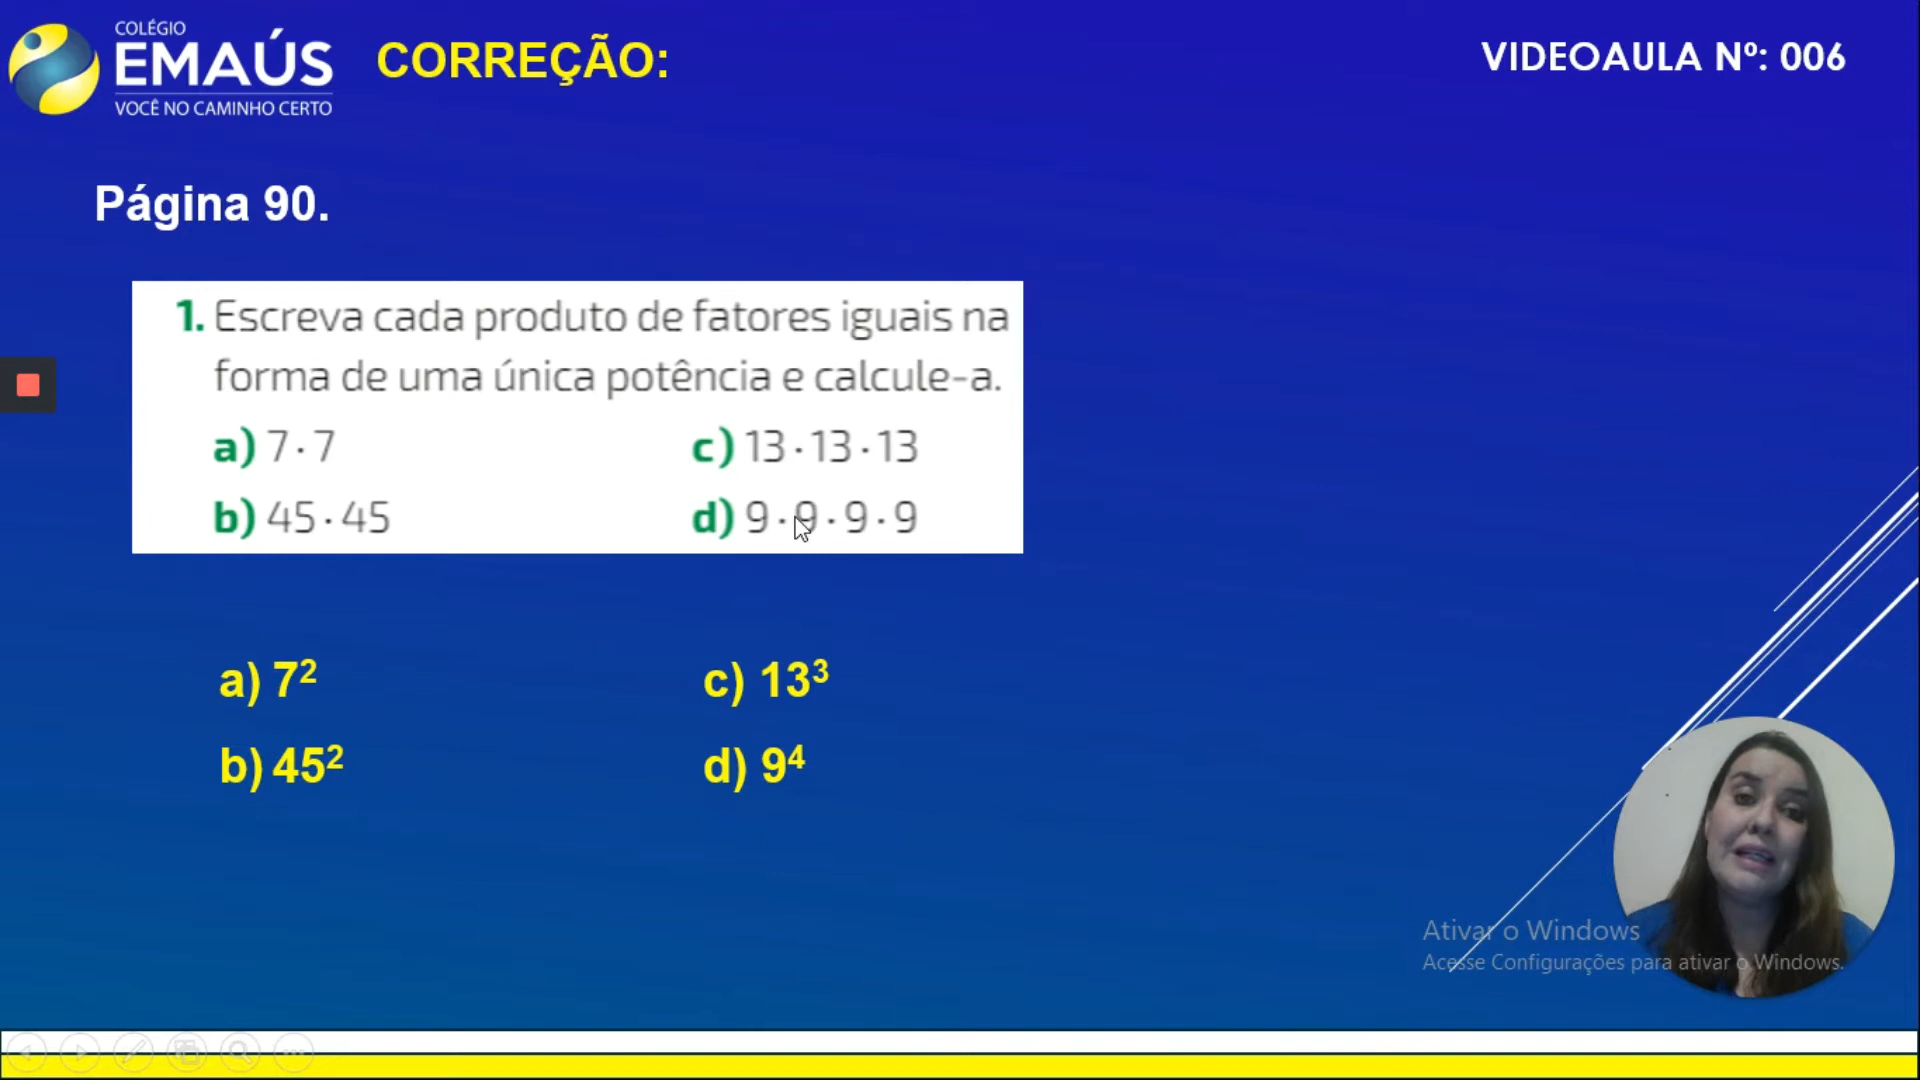 COLÉGIO
EMAÚS
VOCÊ NO CAMINHO CERTO
CORREÇÃO:
VIDEOAULA Nº: 006
Página 90.
1. Escreva cada produto de fatores iguais na
forma de uma única potência e calcule-a.
a) 7 · 7
c) 13 · 13 · 13
b) 45 · 45
d) 9 · 9 · 9 · 9
a) 7²
c) 13³
b) 45²
d) 9⁴
Ativar o Windows
Acesse Configurações para ativar o Windows.